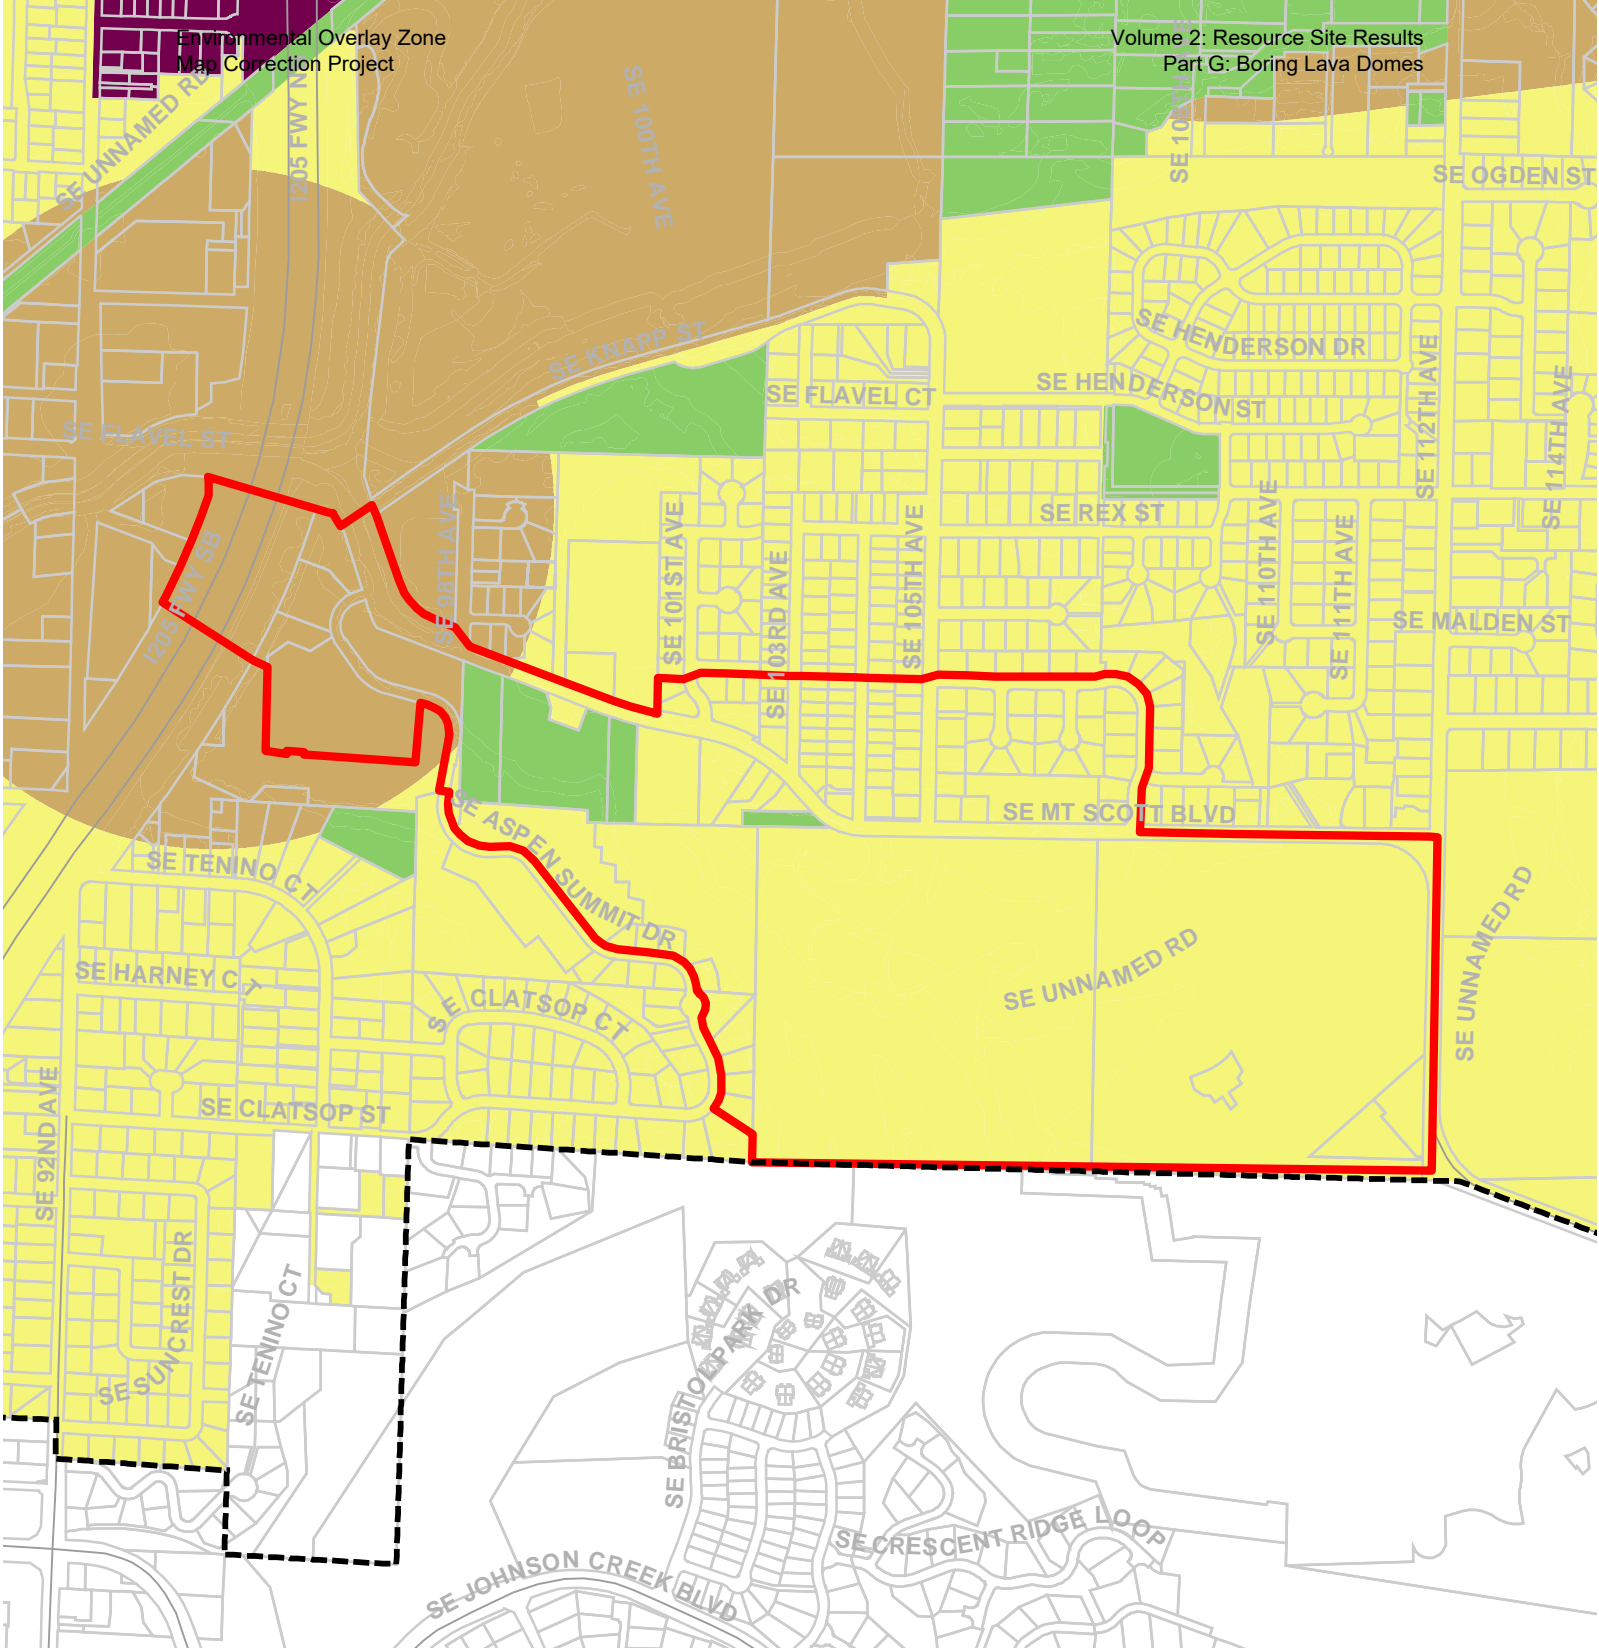 Environmental Overlay Zone
Map Correction Project
Volume 2: Resource Site Results
Part G: Boring Lava Domes
SE UNNAMED RD
I205 FWY N
SE 100TH AVE
SE OGDEN ST
SE KNAPP ST
SE HENDERSON DR
SE FLAVEL CT
SE HENDERSON ST
SE 112TH AVE
SE 114TH AVE
SE FLAVEL ST
SE 98TH AVE
SE REX ST
SE 101ST AVE
SE 103RD AVE
SE 105TH AVE
SE 110TH AVE
SE 111TH AVE
I205 FWY SB
SE MALDEN ST
SE MT SCOTT BLVD
SE ASPEN SUMMIT DR
SE TENINO CT
SE UNNAMED RD
SE UNNAMED RD
SE HARNEY CT
SE CLATSOP CT
SE 92ND AVE
SE CLATSOP ST
SE SUNCREST DR
SE TENINO CT
SE BRISTOL PARK DR
SE CRESCENT RIDGE LOOP
SE JOHNSON CREEK BLVD